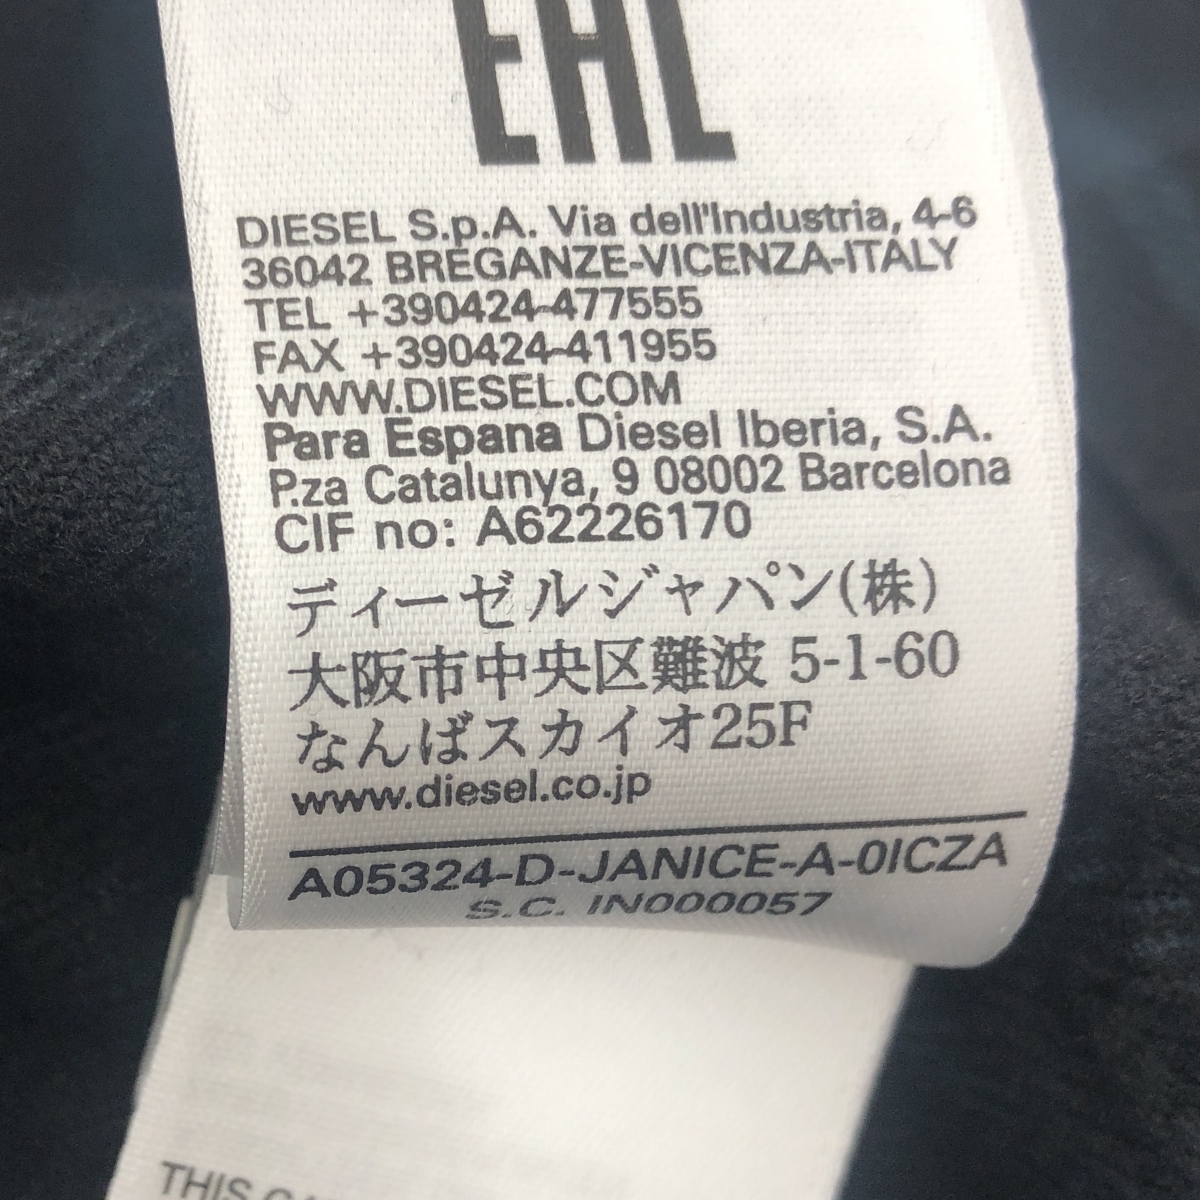 EAC
DIESEL S.p.A. Via dell'Industria, 4-6
36042 BREGANZE-VICENZA-ITALY
TEL +390424-477555
FAX +390424-411955
WWW.DIESEL.COM
Para Espana Diesel Iberia, S.A.
P.za Catalunya, 9 08002 Barcelona
CIF no: A62226170
ディーゼルジャパン(株)
大阪市中央区難波 5-1-60
なんばスカイオ25F
www.diesel.co.jp
A05324-D-JANICE-A-0ICZA
S.C. IN000057
THIS